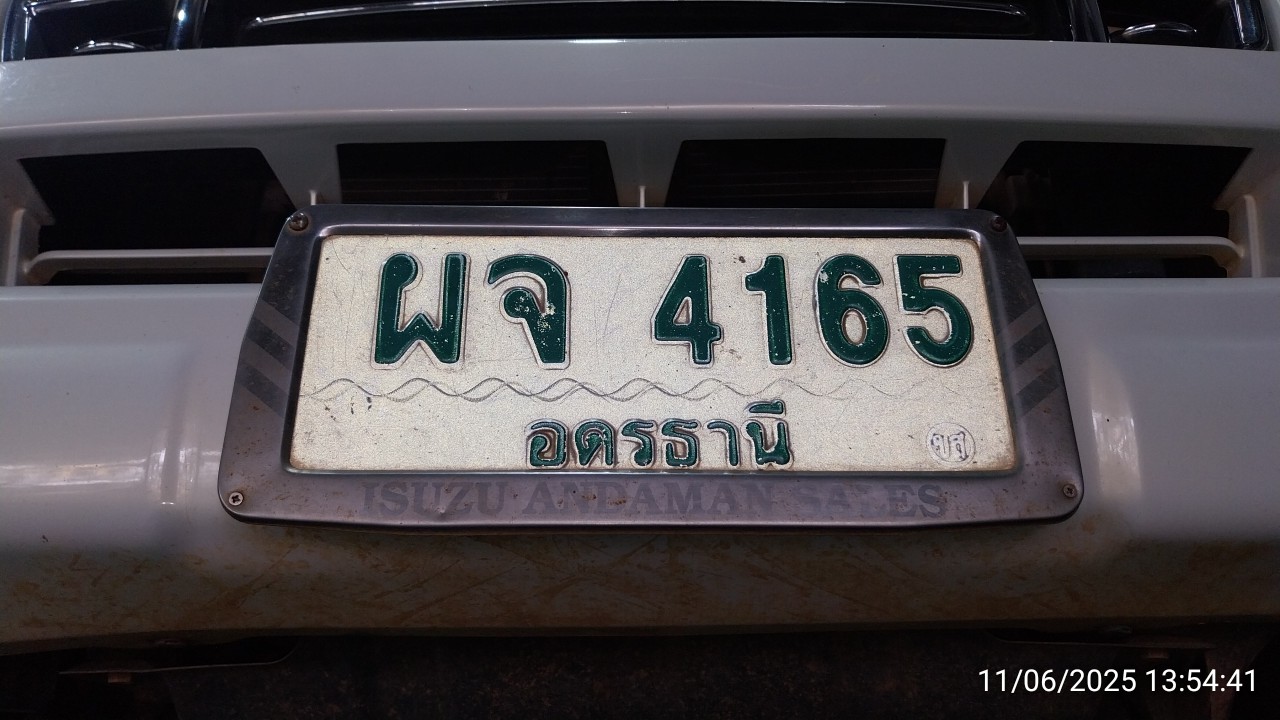 ผจ 4165
อดรธานี
ขส
ISUZU ANDAMAN SALES
11/06/2025 13:54:41